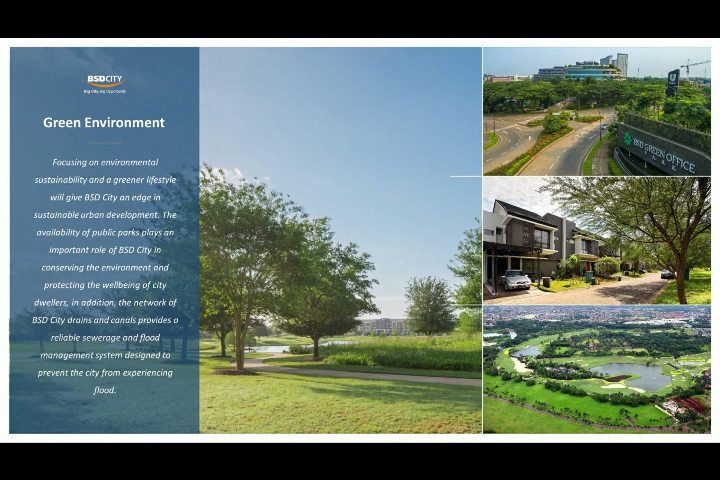 BSDCITY
Big City, Big Opportunity
Green Environment
Focusing on environmental
sustainability and a greener lifestyle
will give BSD City an edge in
sustainable urban development. The
availability of public parks plays an
important role of BSD City in
conserving the environment and
protecting the wellbeing of city
dwellers, in addition, the network of
BSD City drains and canals provides a
reliable sewerage and flood
management system designed to
prevent the city from experiencing
flood.
BSD GREEN OFFICE
PARK